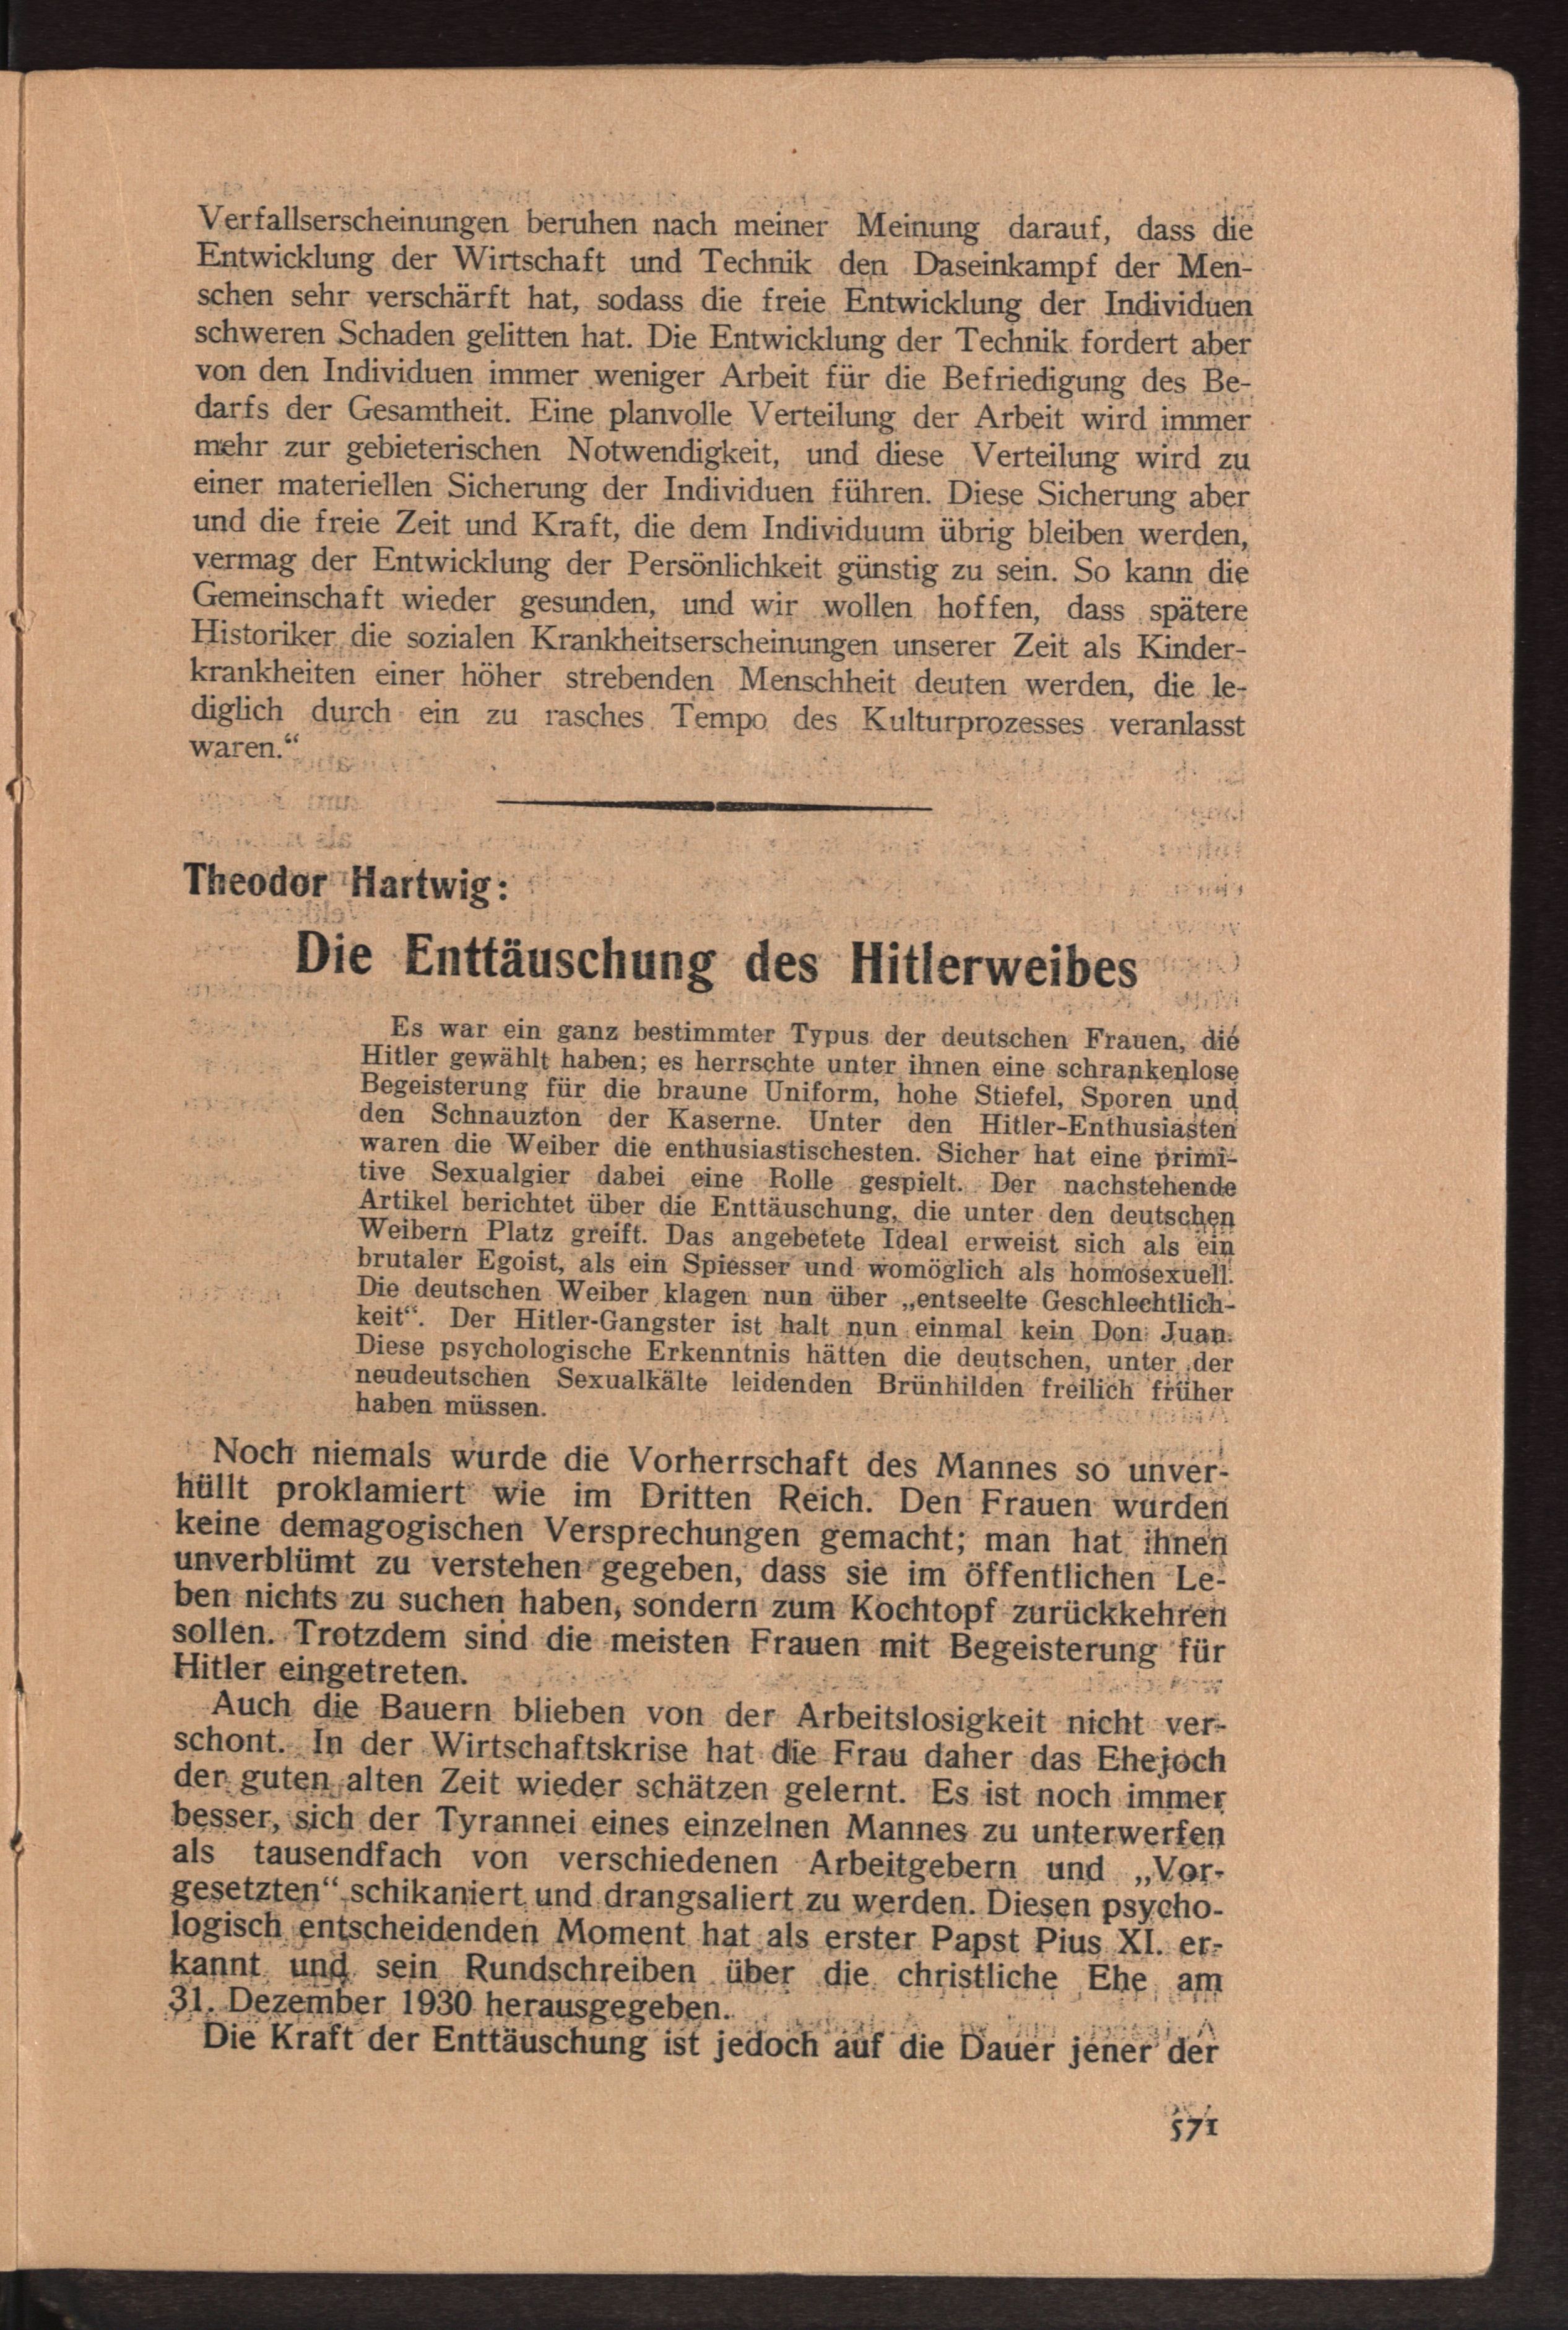 Verfallserscheinungen beruhen nach meiner Meinung darauf, dass die
Entwicklung der Wirtschaft und Technik den Daseinkampf der Men-
schen sehr verschärft hat, sodass die freie Entwicklung der Individuen
schweren Schaden gelitten hat. Die Entwicklung der Technik fordert aber
von den Individuen immer weniger Arbeit für die Befriedigung des Be-
darfs der Gesamtheit. Eine planvolle Verteilung der Arbeit wird immer
mehr zur gebieterischen Notwendigkeit, und diese Verteilung wird zu
einer materiellen Sicherung der Individuen führen. Diese Sicherung aber
und die freie Zeit und Kraft, die dem Individuum übrig bleiben werden,
vermag der Entwicklung der Persönlichkeit günstig zu sein. So kann die
Gemeinschaft wieder gesunden, und wir wollen hoffen, dass spätere
Historiker die sozialen Krankheitserscheinungen unserer Zeit als Kinder-
krankheiten einer höher strebenden Menschheit deuten werden, die le-
diglich durch ein zu rasches Tempo des Kulturprozesses veranlasst
waren.“
Theodor Hartwig:
Die Enttäuschung des Hitlerweibes
Es war ein ganz bestimmter Typus der deutschen Frauen, die
Hitler gewählt haben; es herrschte unter ihnen eine schrankenlose
Begeisterung für die braune Uniform, hohe Stiefel, Sporen und
den Schnauzton der Kaserne. Unter den Hitler-Enthusiasten
waren die Weiber die enthusiastischesten. Sicher hat eine primi-
tive Sexualgier dabei eine Rolle gespielt. Der nachstehende
Artikel berichtet über die Enttäuschung, die unter den deutschen
Weibern Platz greift. Das angebetete Ideal erweist sich als ein
brutaler Egoist, als ein Spiesser und womöglich als homosexuell.
Die deutschen Weiber klagen nun über „entseelte Geschlechtlich-
keit“. Der Hitler-Gangster ist halt nun einmal kein Don Juan.
Diese psychologische Erkenntnis hätten die deutschen, unter der
neudeutschen Sexualkälte leidenden Brünhilden freilich früher
haben müssen.
Noch niemals wurde die Vorherrschaft des Mannes so unver-
hüllt proklamiert wie im Dritten Reich. Den Frauen wurden
keine demagogischen Versprechungen gemacht; man hat ihnen
unverblümt zu verstehen gegeben, dass sie im öffentlichen Le-
ben nichts zu suchen haben, sondern zum Kochtopf zurückkehren
sollen. Trotzdem sind die meisten Frauen mit Begeisterung für
Hitler eingetreten.
Auch die Bauern blieben von der Arbeitslosigkeit nicht ver-
schont. In der Wirtschaftskrise hat die Frau daher das Ehejoch
der guten alten Zeit wieder schätzen gelernt. Es ist noch immer
besser, sich der Tyrannei eines einzelnen Mannes zu unterwerfen
als tausendfach von verschiedenen Arbeitgebern und „Vor-
gesetzten“ schikaniert und drangsaliert zu werden. Diesen psycho-
logisch entscheidenden Moment hat als erster Papst Pius XI. er-
kannt und sein Rundschreiben über die christliche Ehe am
31. Dezember 1930 herausgegeben.
Die Kraft der Enttäuschung ist jedoch auf die Dauer jener der
571